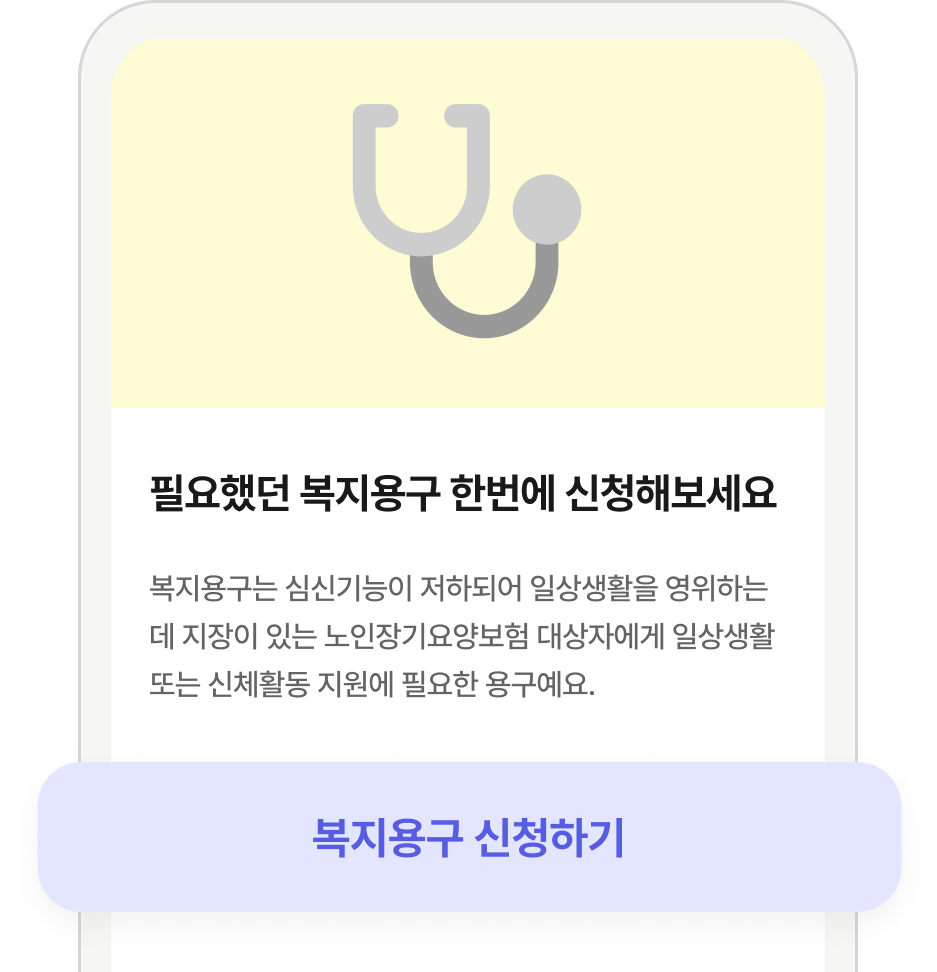 필요했던 복지용구 한번에 신청해보세요
복지용구는 심신기능이 저하되어 일상생활을 영위하는
데 지장이 있는 노인장기요양보험 대상자에게 일상생활
또는 신체활동 지원에 필요한 용구예요.
복지용구 신청하기